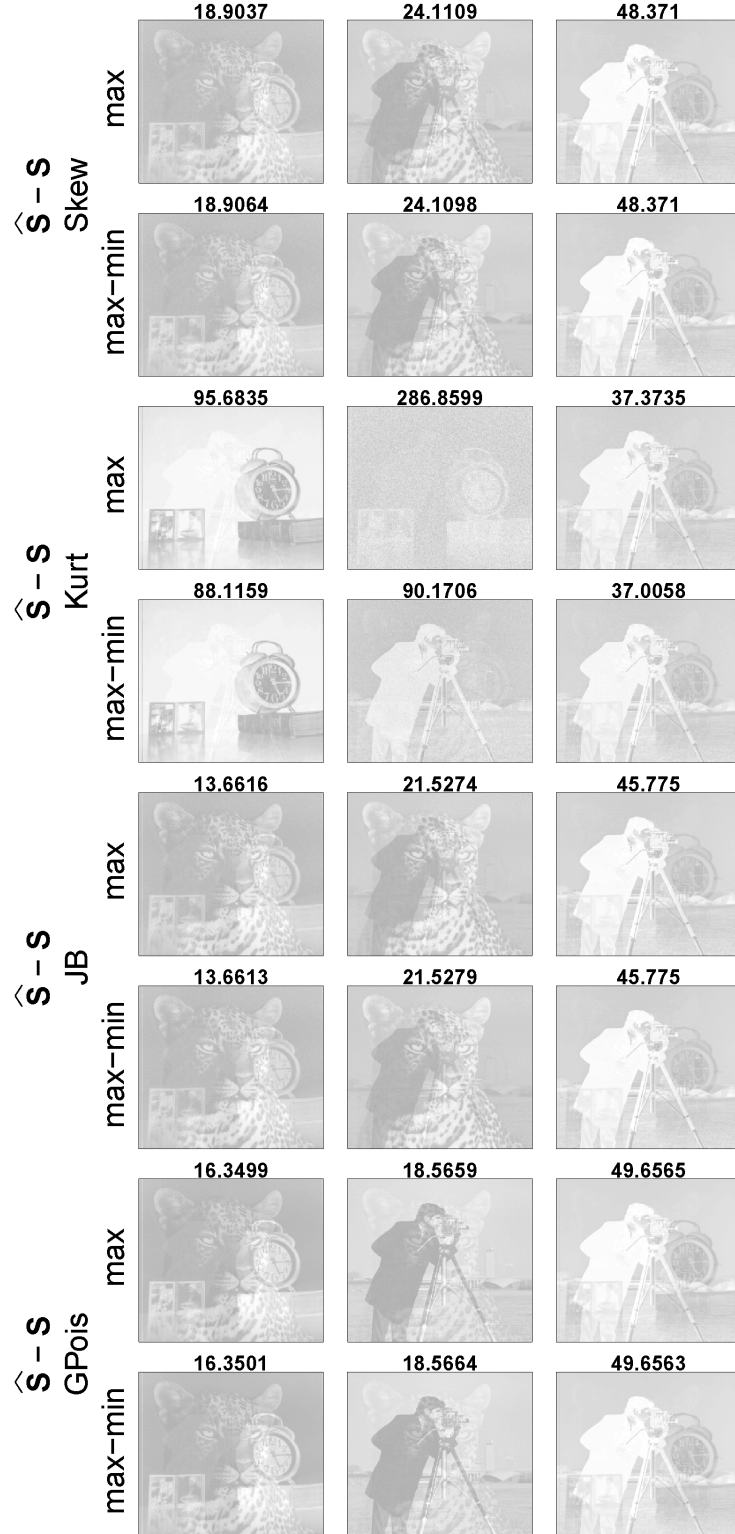 18.9037 24.1109 48.371
max
Ŝ − S
Skew
18.9064 24.1098 48.371
max−min
95.6835 286.8599 37.3735
max
Ŝ − S
Kurt
88.1159 90.1706 37.0058
max−min
13.6616 21.5274 45.775
max
Ŝ − S
JB
13.6613 21.5279 45.775
max−min
16.3499 18.5659 49.6565
max
Ŝ − S
GPois
16.3501 18.5664 49.6563
max−min